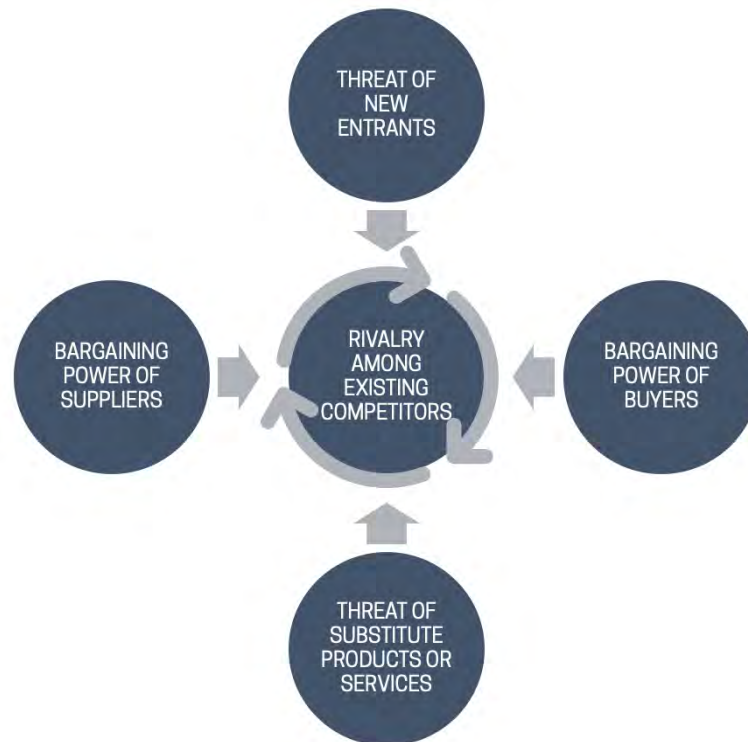 THREAT OF
NEW
ENTRANTS
BARGAINING
POWER OF
SUPPLIERS
RIVALRY
AMONG
EXISTING
COMPETITORS
BARGAINING
POWER OF
BUYERS
THREAT OF
SUBSTITUTE
PRODUCTS OR
SERVICES